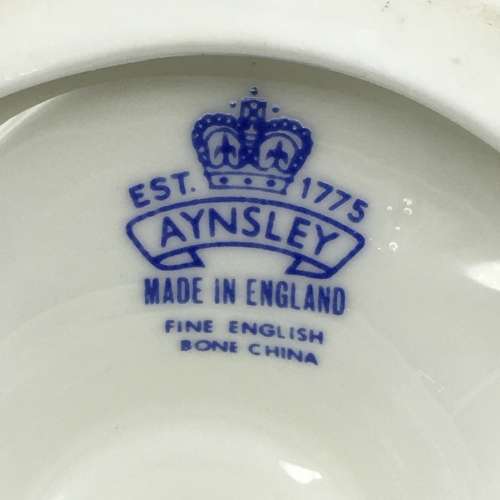 EST. 1775
AYNSLEY
MADE IN ENGLAND
FINE ENGLISH
BONE CHINA